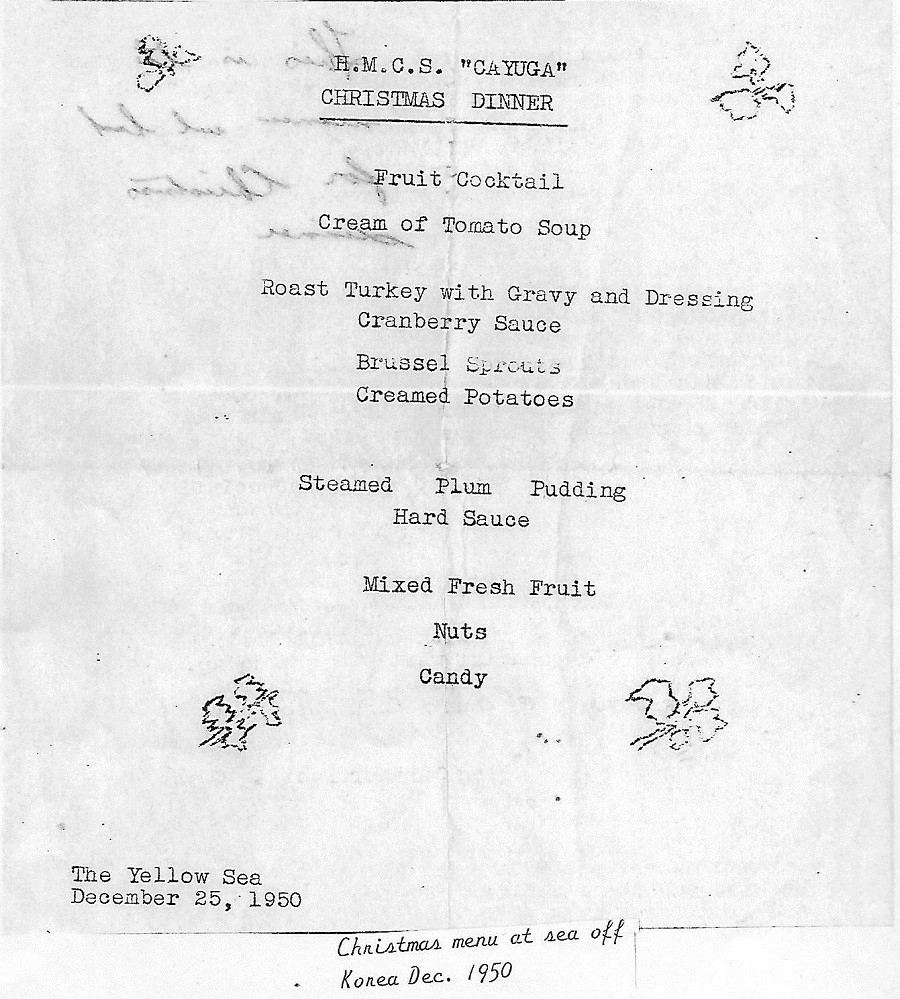 H.M.C.S. "CAYUGA"
CHRISTMAS DINNER
Fruit Cocktail
Cream of Tomato Soup
Roast Turkey with Gravy and Dressing
Cranberry Sauce
Brussel Sprouts
Creamed Potatoes
Steamed Plum Pudding
Hard Sauce
Mixed Fresh Fruit
Nuts
Candy
The Yellow Sea
December 25, 1950
Christmas menu at sea off
Korea Dec. 1950